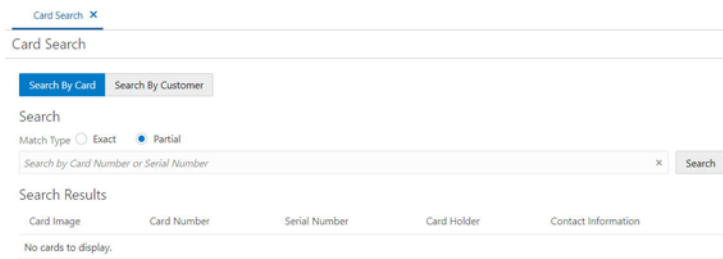 Card Search ✕
Card Search
Search By Card Search By Customer
Search
Match Type Exact Partial
Search by Card Number or Serial Number × Search
Search Results
Card Image Card Number Serial Number Card Holder Contact Information
No cards to display.